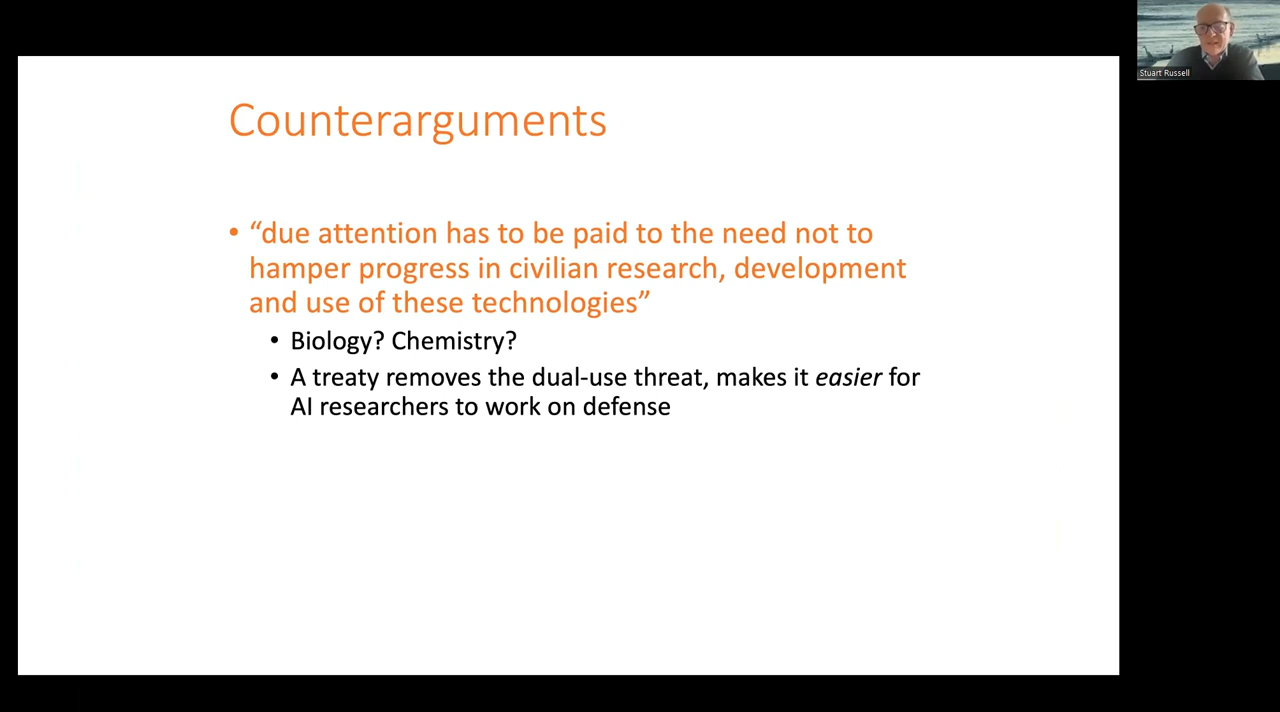 Stuart Russell
Counterarguments
• “due attention has to be paid to the need not to
hamper progress in civilian research, development
and use of these technologies”
• Biology? Chemistry?
• A treaty removes the dual-use threat, makes it easier for
AI researchers to work on defense